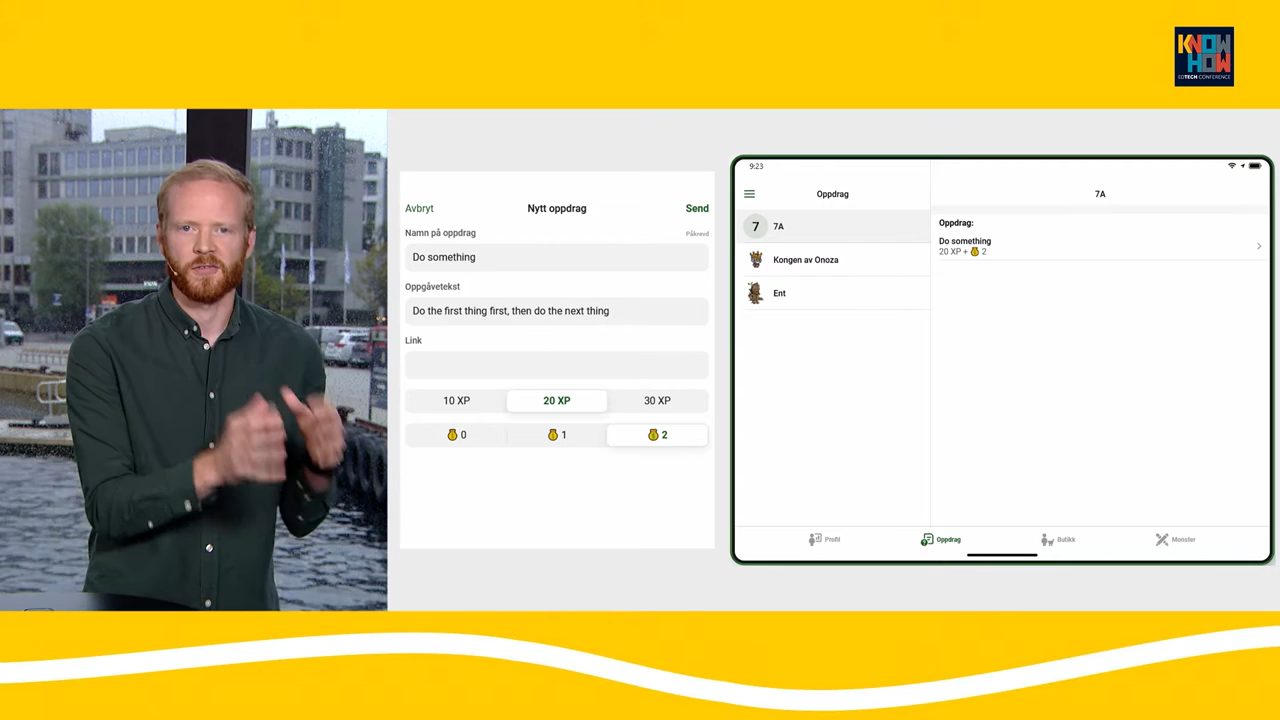 KNOW
HOW
EDTECH CONFERENCE
Avbryt
Nytt oppdrag
Send
Namn på oppdrag
Påkrevd
Do something
Oppgåvetekst
Do the first thing first, then do the next thing
Link
10 XP
20 XP
30 XP
0
1
2
9:23
Oppdrag
7A
7
7A
Kongen av Onoza
Ent
Oppdrag:
Do something
20 XP + 2
Profil
Oppdrag
Butikk
Monster